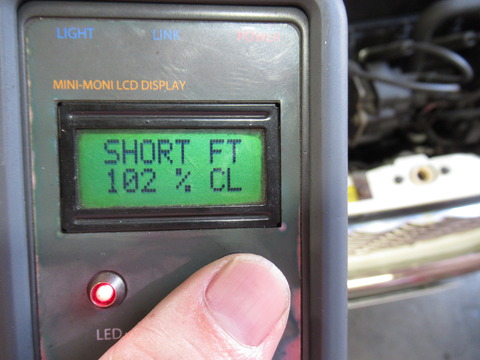 LIGHT LINK POWER
MINI-MONI LCD DISPLAY
SHORT FT
102 % CL
LED